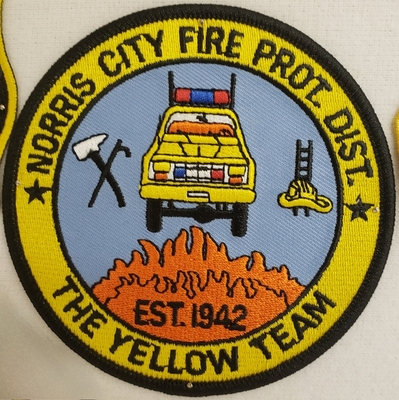 NORRIS CITY FIRE PROT. DIST.
EST. 1942
THE YELLOW TEAM